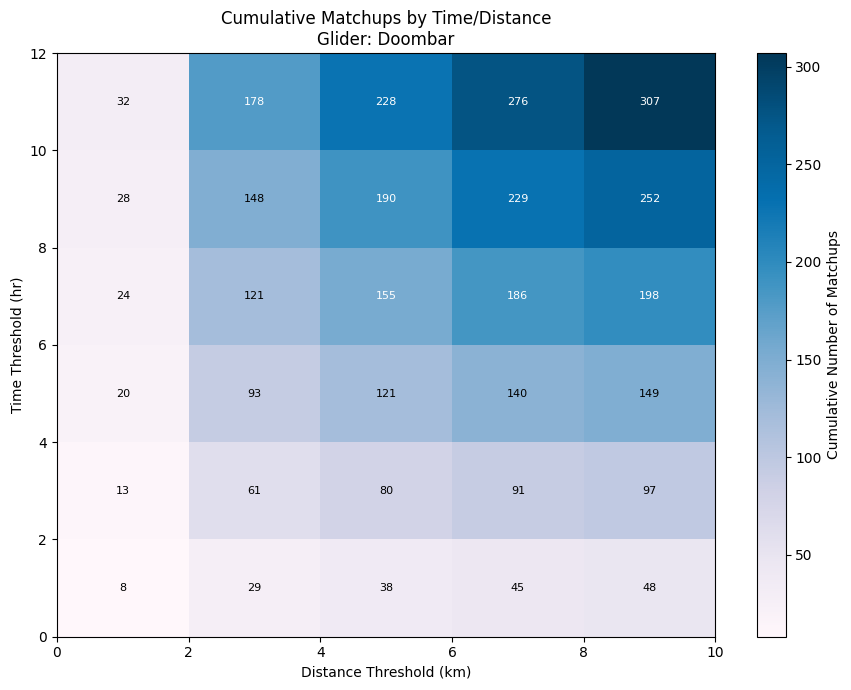 Cumulative Matchups by Time/Distance
Glider: Doombar
Time Threshold (hr)
12
10
8
6
4
2
0
32 178 228 276 307
28 148 190 229 252
24 121 155 186 198
20 93 121 140 149
13 61 80 91 97
8 29 38 45 48
0 2 4 6 8 10
Distance Threshold (km)
300
250
200
150
100
50
Cumulative Number of Matchups